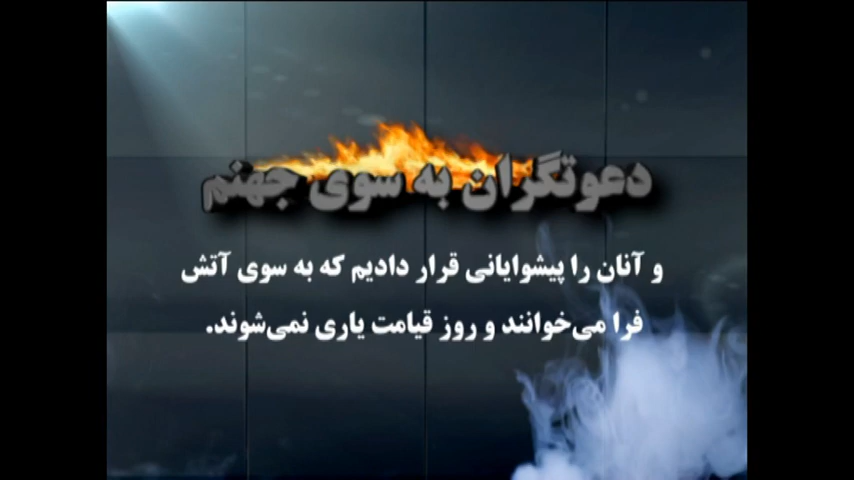 دعوتگران به سوی جهنم
و آنان را پیشوایانی قرار دادیم که به سوی آتش
فرا می‌خوانند و روز قیامت یاری نمی‌شوند.